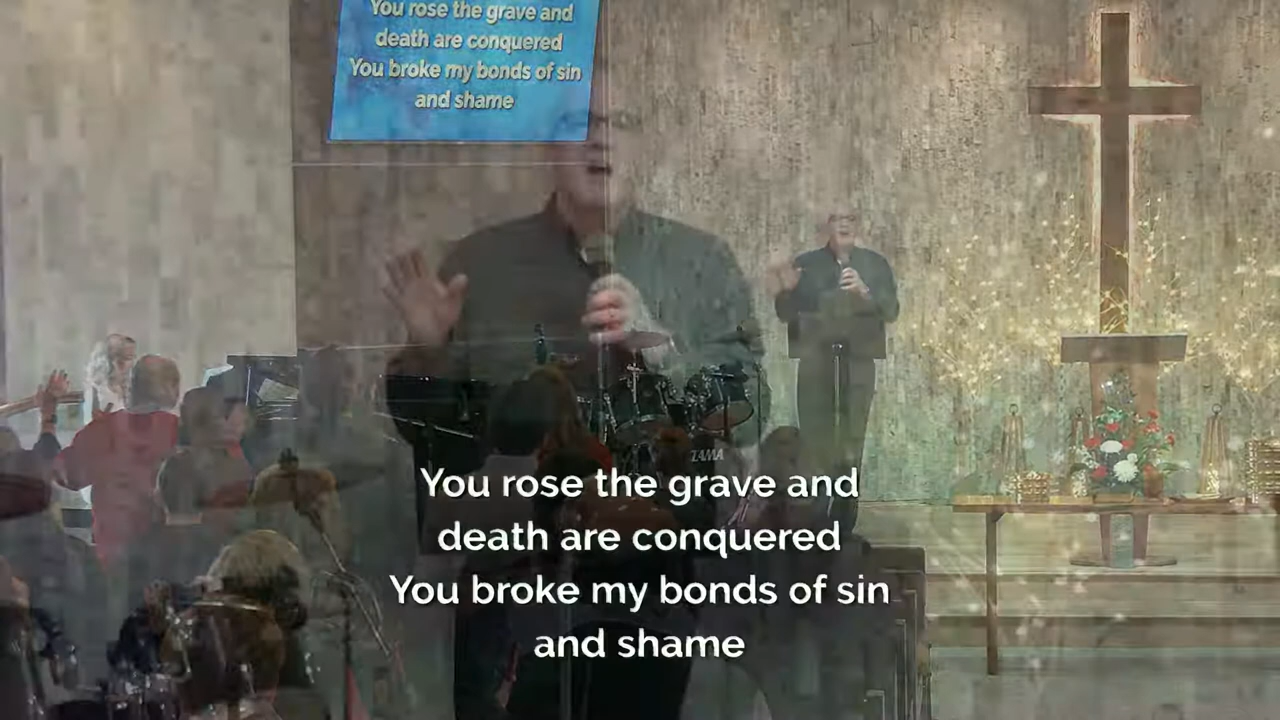 You rose the grave and
death are conquered
You broke my bonds of sin
and shame
TAMA
You rose the grave and
death are conquered
You broke my bonds of sin
and shame